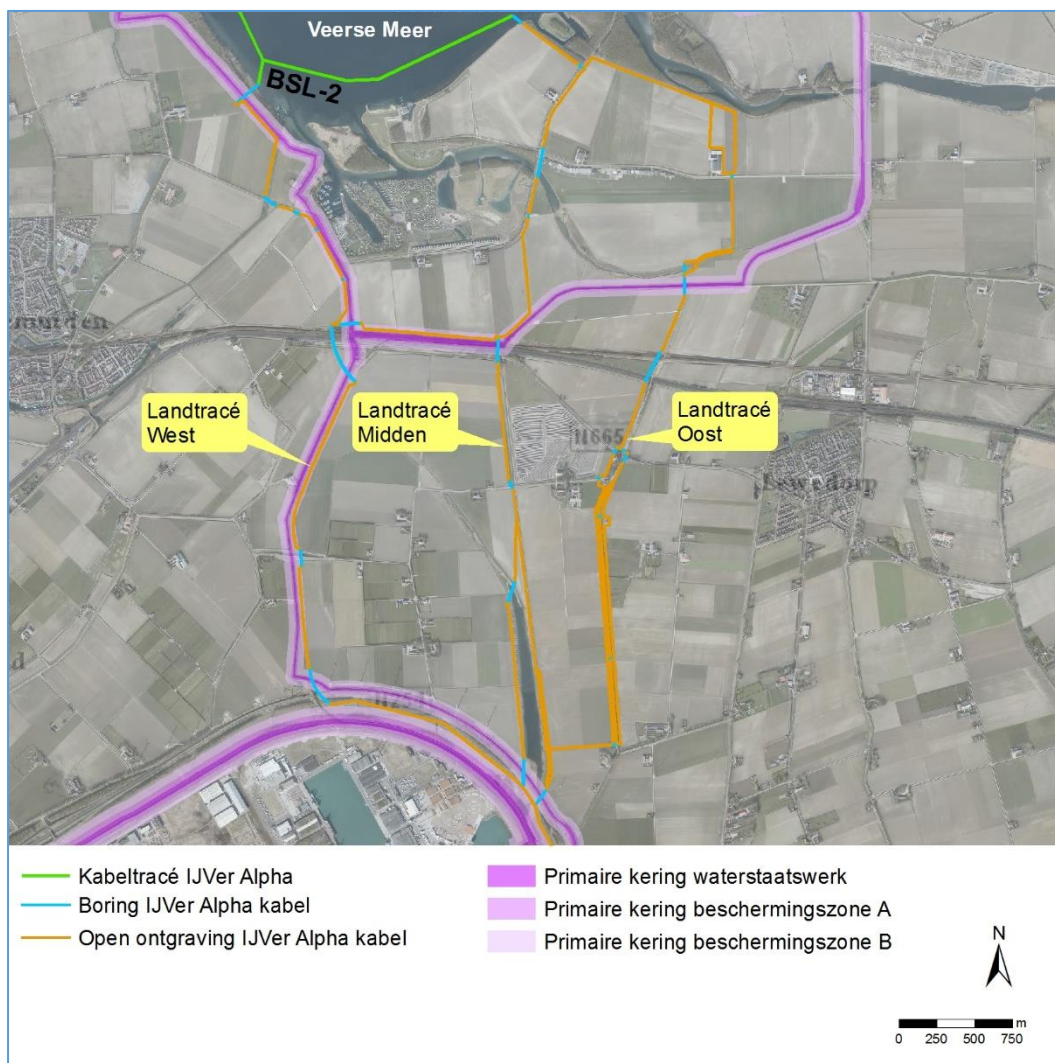 Veerse Meer
BSL-2
Landtracé
West
Landtracé
Midden
Landtracé
Oost
N665
Lewedorp
Kabeltracé IJVer Alpha
Boring IJVer Alpha kabel
Open ontgraving IJVer Alpha kabel
Primaire kering waterstaatswerk
Primaire kering beschermingszone A
Primaire kering beschermingszone B
N
0 250 500 750 m